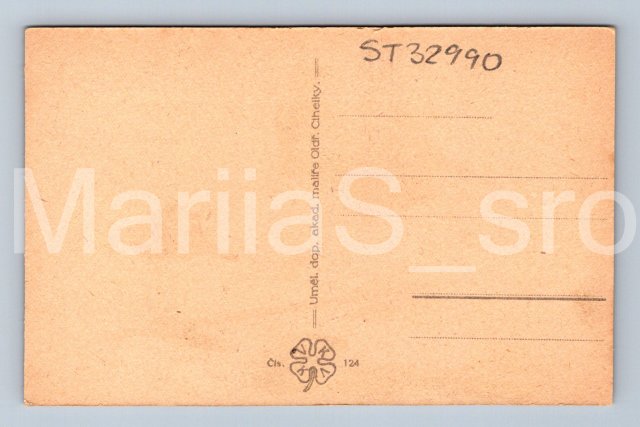 ST32990
Uměl. dop. akad. malíře Oldř. Cihelky.
MariiaS_sro
Čís. 124